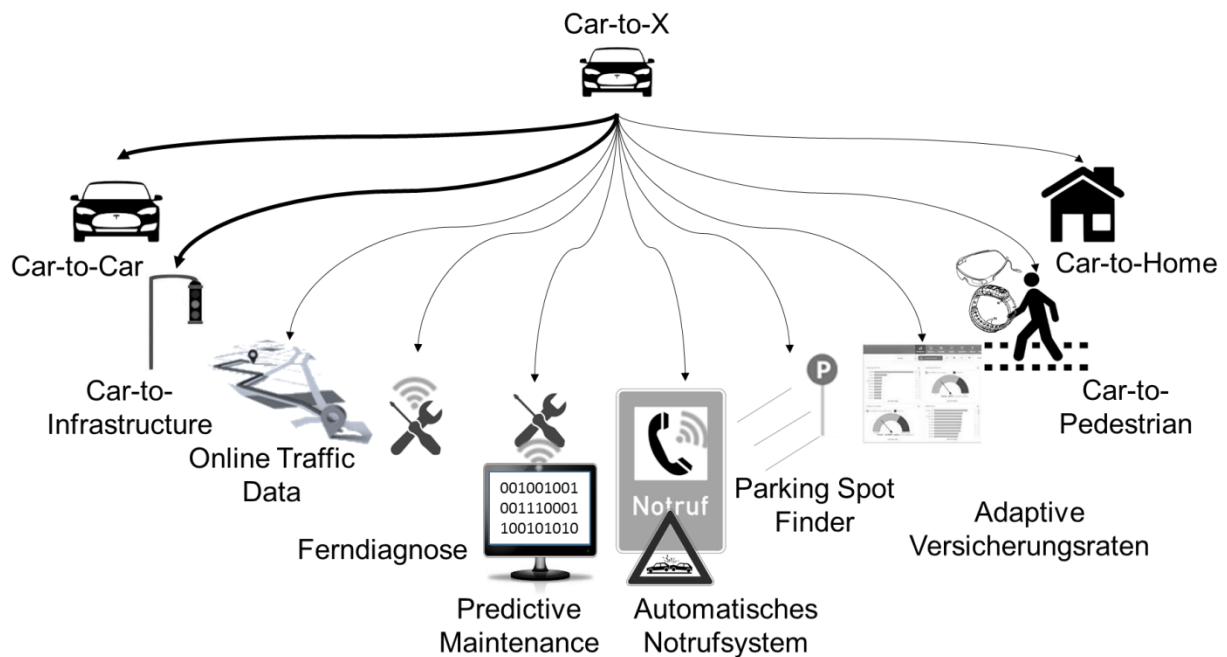 Car-to-X
Car-to-Car
Car-to-Home
Car-to-
Infrastructure
Car-to-
Pedestrian
Online Traffic
Data
P
Notruf
001001001
001110001
100101010
Ferndiagnose
Parking Spot
Finder
Adaptive
Versicherungsraten
Predictive
Maintenance
Automatisches
Notrufsystem